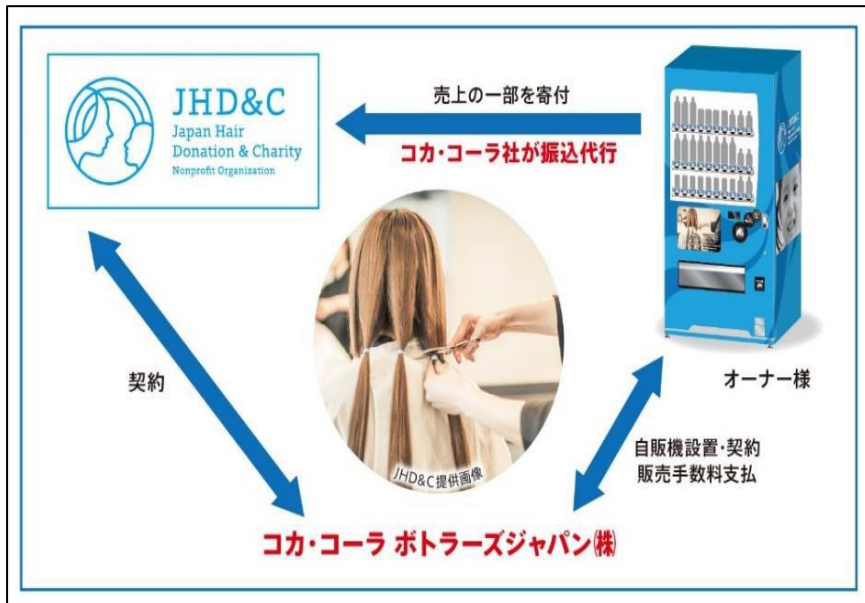 JHD&C
Japan Hair
Donation & Charity
Nonprofit Organization
売上の一部を寄付
コカ・コーラ社が振込代行
契約
オーナー様
自販機設置・契約
販売手数料支払
JHD&C提供画像
コカ・コーラ ボトラーズジャパン㈱